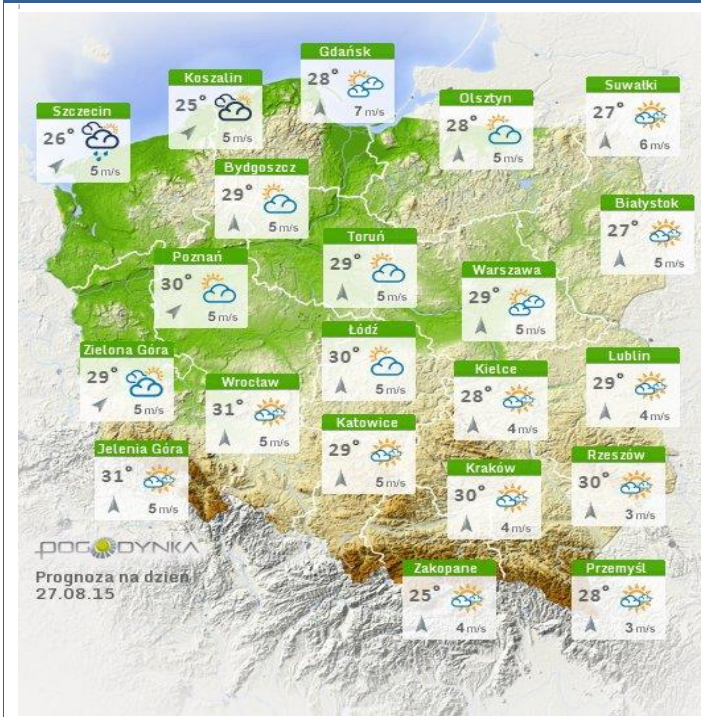 Gdańsk
28°
7 m/s
Koszalin
25°
5 m/s
Suwałki
27°
6 m/s
Olsztyn
28°
5 m/s
Szczecin
26°
5 m/s
Bydgoszcz
29°
5 m/s
Białystok
27°
5 m/s
Toruń
29°
5 m/s
Poznań
30°
5 m/s
Warszawa
29°
5 m/s
Łódź
30°
5 m/s
Zielona Góra
29°
5 m/s
Lublin
29°
4 m/s
Kielce
28°
4 m/s
Wrocław
31°
5 m/s
Katowice
29°
5 m/s
Jelenia Góra
31°
5 m/s
Rzeszów
30°
3 m/s
Kraków
30°
4 m/s
POGODYNKA
Prognoza na dzień
27.08.15
Zakopane
25°
4 m/s
Przemyśl
28°
3 m/s